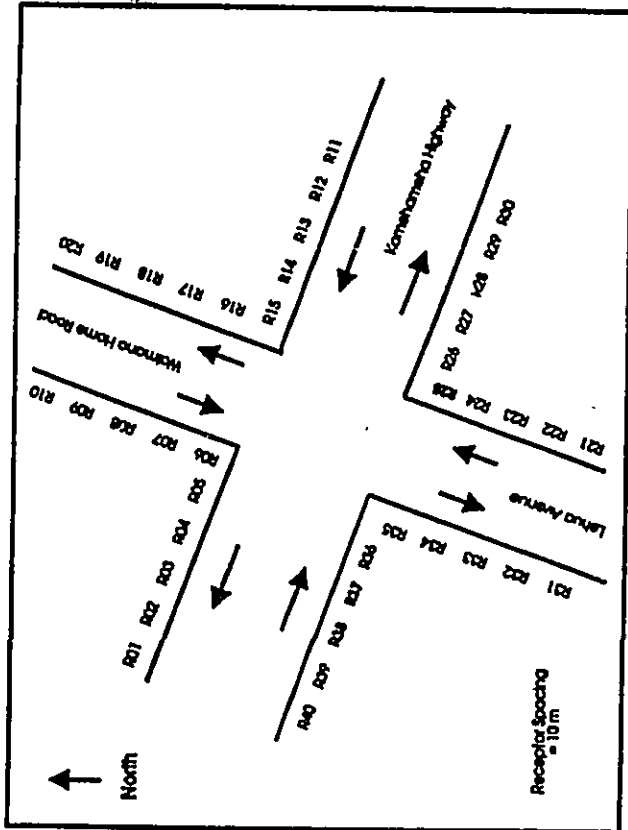 R20
R19
R18
R17
R16
R15
R14
R13
R12
R11
Waimano Home Road
R10
R09
R08
R07
R06
R05
R04
R03
R02
R01
Kamehameha Highway
R30
R29
R28
R27
R26
R25
R24
R23
R22
R21
Lehua Avenue
R35
R34
R33
R32
R31
R36
R37
R38
R39
R40
North
Receptor Spacing
= 10 m